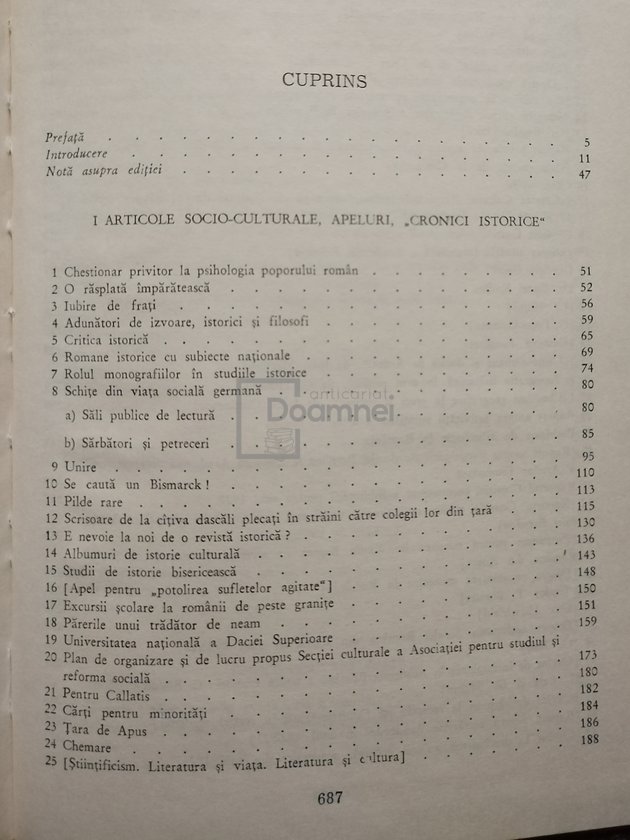 CUPRINS
Prefață . . . . . . . . . . . . . . . . . . 5
Introducere . . . . . . . . . . . . . . . . . 11
Notă asupra ediției . . . . . . . . . . . . . . 47
I ARTICOLE SOCIO-CULTURALE, APELURI, „CRONICI ISTORICE“
1 Chestionar privitor la psihologia poporului român . . . . . . . . 51
2 O răsplată împărătească . . . . . . . . . . . . . 52
3 Iubire de frați . . . . . . . . . . . . . . . 56
4 Adunători de izvoare, istorici și filosofi . . . . . . . . . . 59
5 Critica istorică . . . . . . . . . . . . . . . 65
6 Romane istorice cu subiecte naționale . . . . . . . . . . 69
7 Rolul monografiilor în studiile istorice . . . . . . . . . . 74
8 Schițe din viața socială germană . . . . . . . . . . . 80
a) Săli publice de lectură . . . . . . . . . . . . . 80
b) Sărbători și petreceri . . . . . . . . . . . . . 85
9 Unire . . . . . . . . . . . . . . . . . 95
10 Se caută un Bismarck ! . . . . . . . . . . . . . 110
11 Pilde rare . . . . . . . . . . . . . . . . 113
12 Scrisoare de la cîțiva dascăli plecați în străini către colegii lor din țară . . . 115
13 E nevoie la noi de o revistă istorică ? . . . . . . . . . . 130
14 Albumuri de istorie culturală . . . . . . . . . . . . 136
15 Studii de istorie bisericească . . . . . . . . . . . . 143
16 [Apel pentru „potolirea sufletelor agitate“] . . . . . . . . . 148
17 Excursii școlare la românii de peste granițe . . . . . . . . . 150
18 Părerile unui trădător de neam . . . . . . . . . . . 151
19 Universitatea națională a Daciei Superioare . . . . . . . . . 159
20 Plan de organizare și de lucru propus Secției culturale a Asociației pentru studiul și
reforma socială . . . . . . . . . . . . . . . 173
21 Pentru Callatis . . . . . . . . . . . . . . . 180
22 Cărți pentru minorități . . . . . . . . . . . . . 182
23 Țara de Apus . . . . . . . . . . . . . . . 184
24 Chemare . . . . . . . . . . . . . . . . 186
25 [Științificism. Literatura și viața. Literatura și cultura] . . . . . . 188
687
anticariat
Doamnei